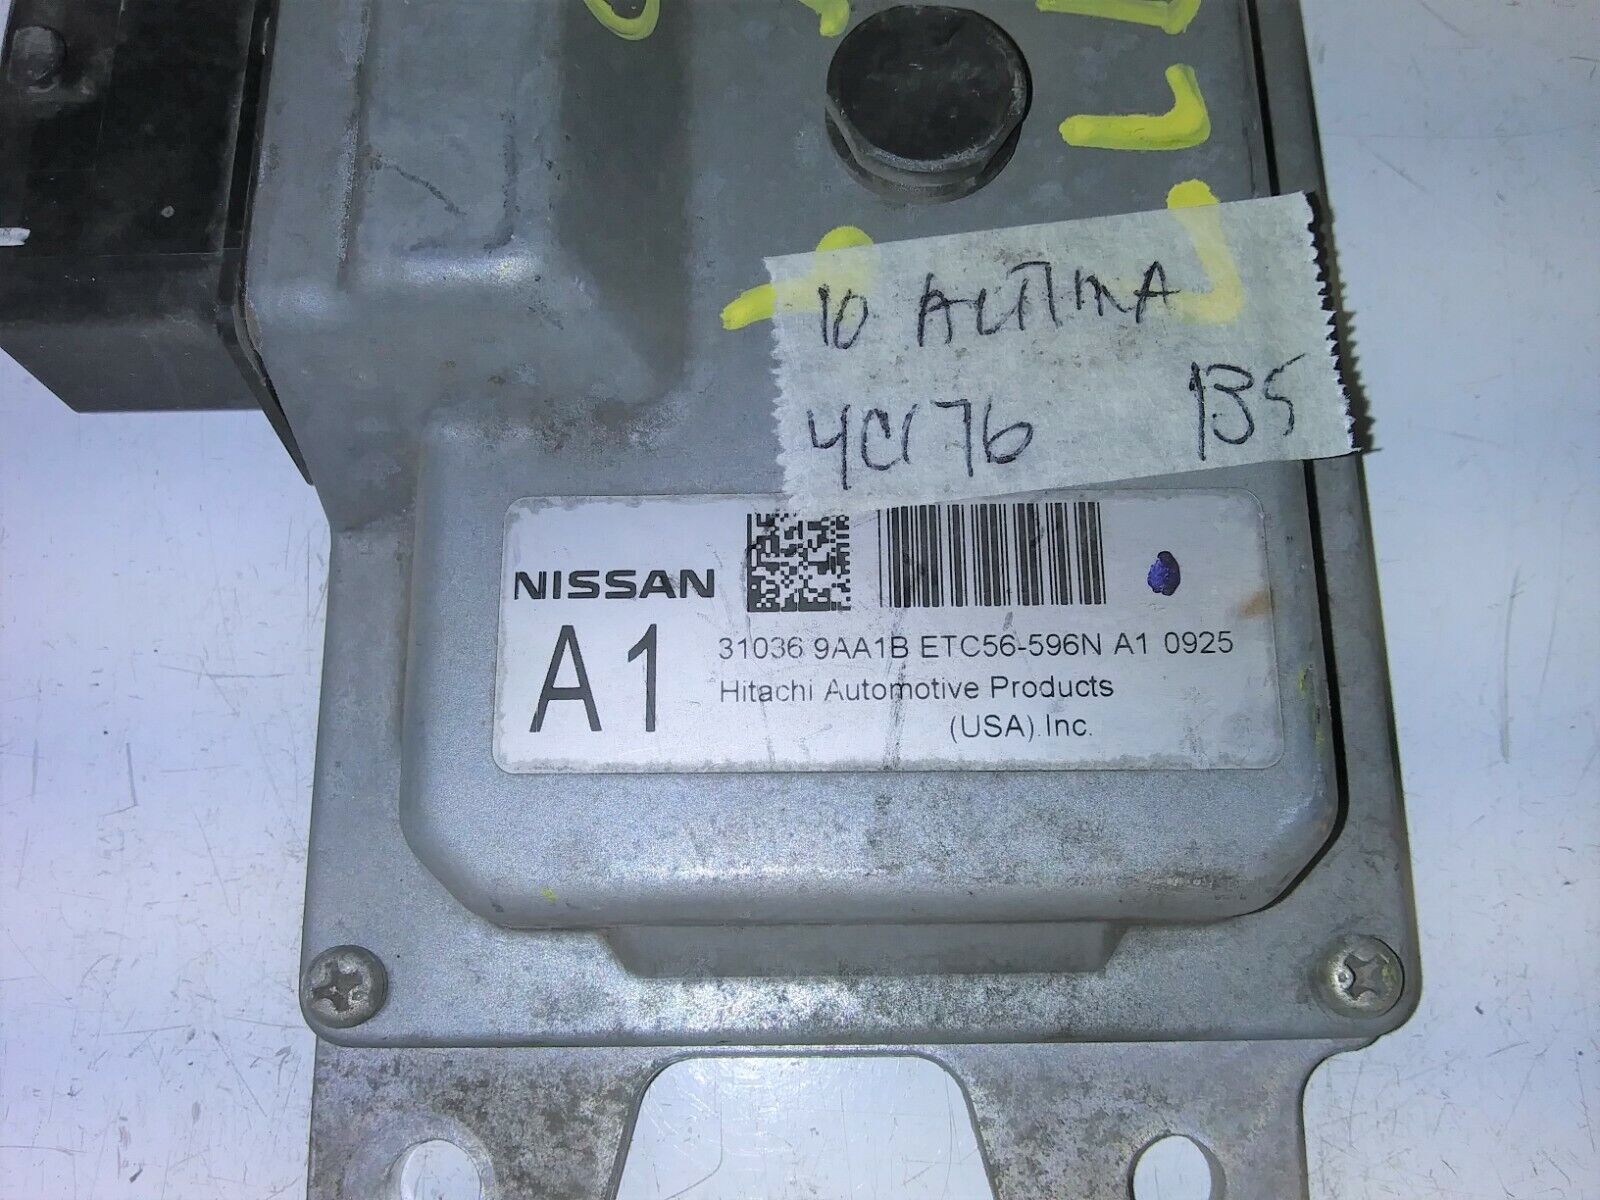 10 ALTIMA
4C176 135
NISSAN
A1
31036 9AA1B ETC56-596N A1 0925
Hitachi Automotive Products
(USA).Inc.